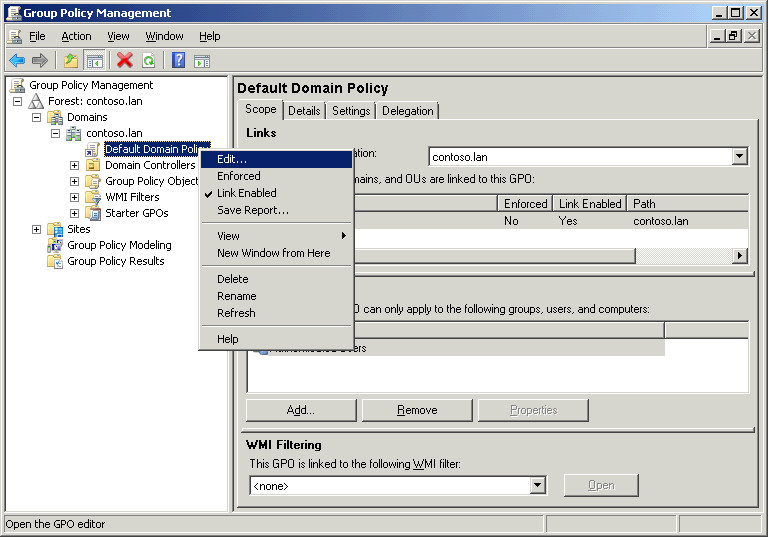 Group Policy Management
File Action View Window Help
Group Policy Management
Forest: contoso.lan
Domains
contoso.lan
Default Domain Policy
Domain Controllers
Group Policy Object
WMI Filters
Starter GPOs
Sites
Group Policy Modeling
Group Policy Results
Edit...
Enforced
Link Enabled
Save Report...
View
New Window from Here
Delete
Rename
Refresh
Help
Default Domain Policy
Scope Details Settings Delegation
Links
ation: contoso.lan
mains, and OUs are linked to this GPO:
Enforced Link Enabled Path
No Yes contoso.lan
O can only apply to the following groups, users, and computers:
Authenticated Users
Add... Remove Properties
WMI Filtering
This GPO is linked to the following WMI filter:
<none> Open
Open the GPO editor